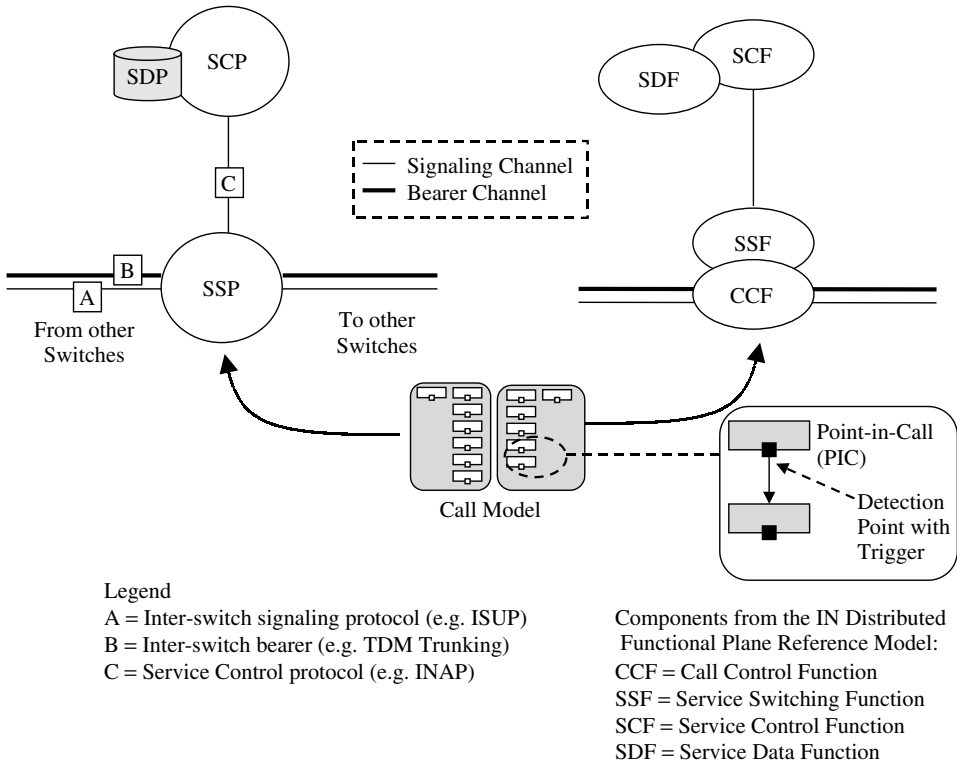 SDP
SCP
C
SSP
B
A
From other
Switches
To other
Switches
Signaling Channel
Bearer Channel
SDF
SCF
SSF
CCF
Call Model
Point-in-Call
(PIC)
Detection
Point with
Trigger
Legend
A = Inter-switch signaling protocol (e.g. ISUP)
B = Inter-switch bearer (e.g. TDM Trunking)
C = Service Control protocol (e.g. INAP)
Components from the IN Distributed
Functional Plane Reference Model:
CCF = Call Control Function
SSF = Service Switching Function
SCF = Service Control Function
SDF = Service Data Function